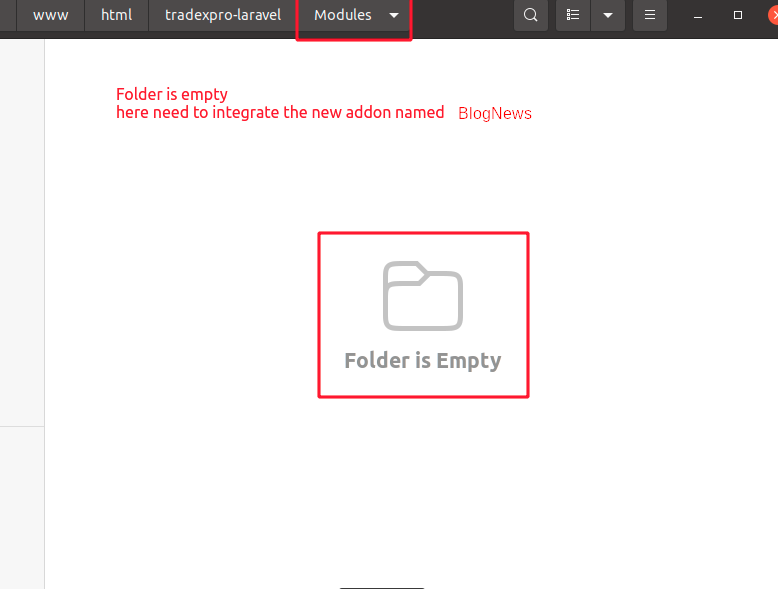 www html tradexpro-laravel Modules
Folder is empty
here need to integrate the new addon named BlogNews
Folder is Empty